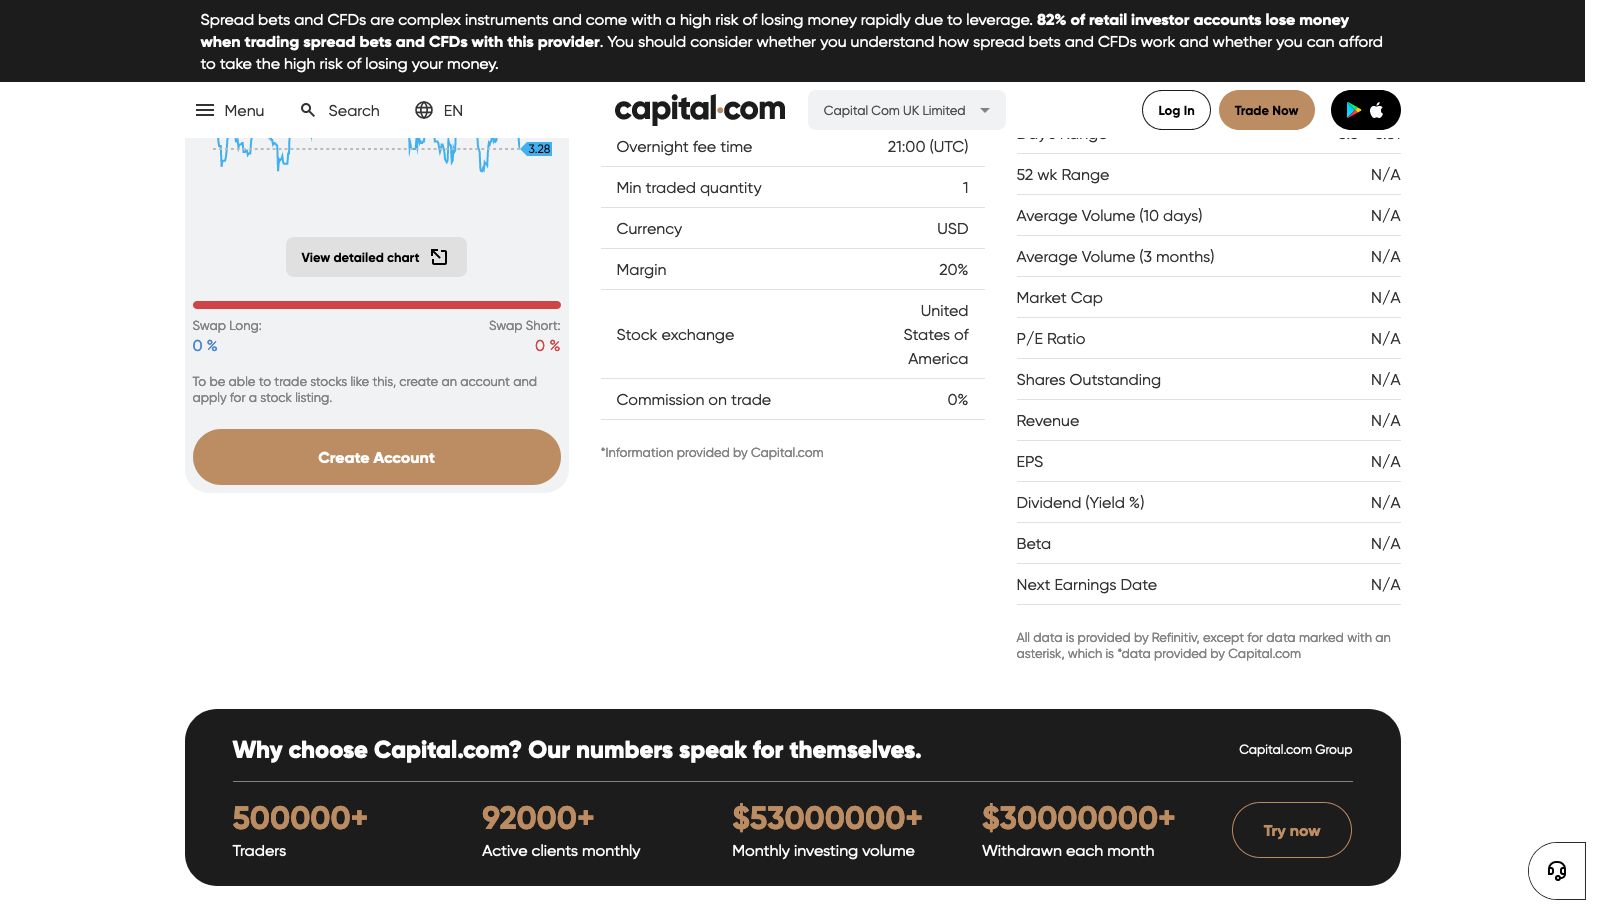 Spread bets and CFDs are complex instruments and come with a high risk of losing money rapidly due to leverage. 82% of retail investor accounts lose money
when trading spread bets and CFDs with this provider. You should consider whether you understand how spread bets and CFDs work and whether you can afford
to take the high risk of losing your money.
Menu
Search
EN
capital.com
Capital Com UK Limited
Log In
Trade Now
3.28
View detailed chart
Swap Long:
Swap Short:
0 %
0 %
To be able to trade stocks like this, create an account and
apply for a stock listing.
Create Account
Overnight fee time
21:00 (UTC)
Min traded quantity
1
Currency
USD
Margin
20%
Stock exchange
United
States of
America
Commission on trade
0%
*Information provided by Capital.com
52 wk Range
N/A
Average Volume (10 days)
N/A
Average Volume (3 months)
N/A
Market Cap
N/A
P/E Ratio
N/A
Shares Outstanding
N/A
Revenue
N/A
EPS
N/A
Dividend (Yield %)
N/A
Beta
N/A
Next Earnings Date
N/A
All data is provided by Refinitiv, except for data marked with an
asterisk, which is *data provided by Capital.com
Why choose Capital.com? Our numbers speak for themselves.
Capital.com Group
500000+
Traders
92000+
Active clients monthly
$53000000+
Monthly investing volume
$30000000+
Withdrawn each month
Try now